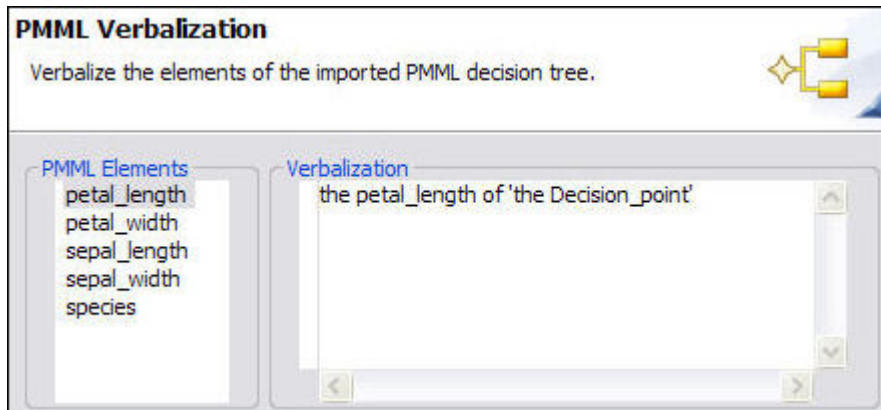 PMML Verbalization
Verbalize the elements of the imported PMML decision tree.
PMML Elements
petal_length
petal_width
sepal_length
sepal_width
species
Verbalization
the petal_length of 'the Decision_point'